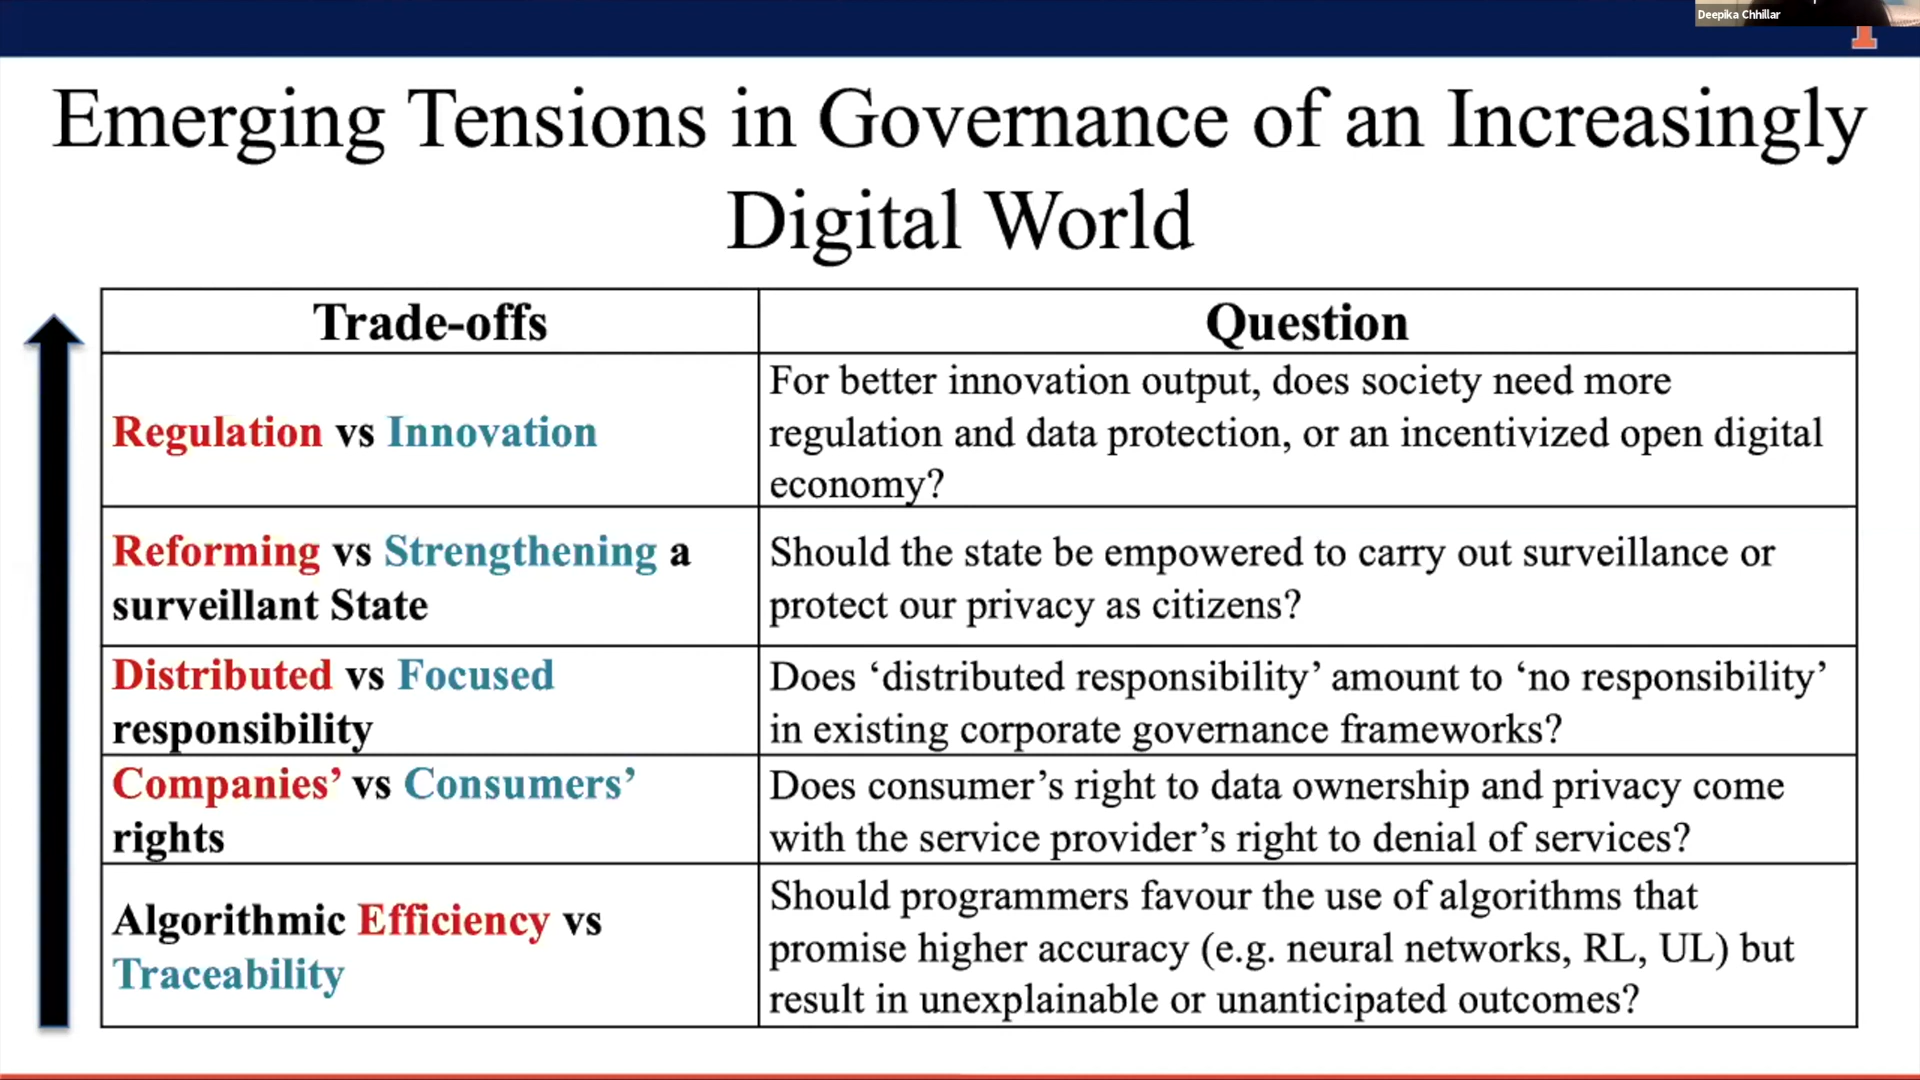 Deepika Chhillar
Emerging Tensions in Governance of an Increasingly
Digital World
Trade-offs
Question
Regulation vs Innovation
For better innovation output, does society need more
regulation and data protection, or an incentivized open digital
economy?
Reforming vs Strengthening a
surveillant State
Should the state be empowered to carry out surveillance or
protect our privacy as citizens?
Distributed vs Focused
responsibility
Does ‘distributed responsibility’ amount to ‘no responsibility’
in existing corporate governance frameworks?
Companies’ vs Consumers’
rights
Does consumer’s right to data ownership and privacy come
with the service provider’s right to denial of services?
Algorithmic Efficiency vs
Traceability
Should programmers favour the use of algorithms that
promise higher accuracy (e.g. neural networks, RL, UL) but
result in unexplainable or unanticipated outcomes?